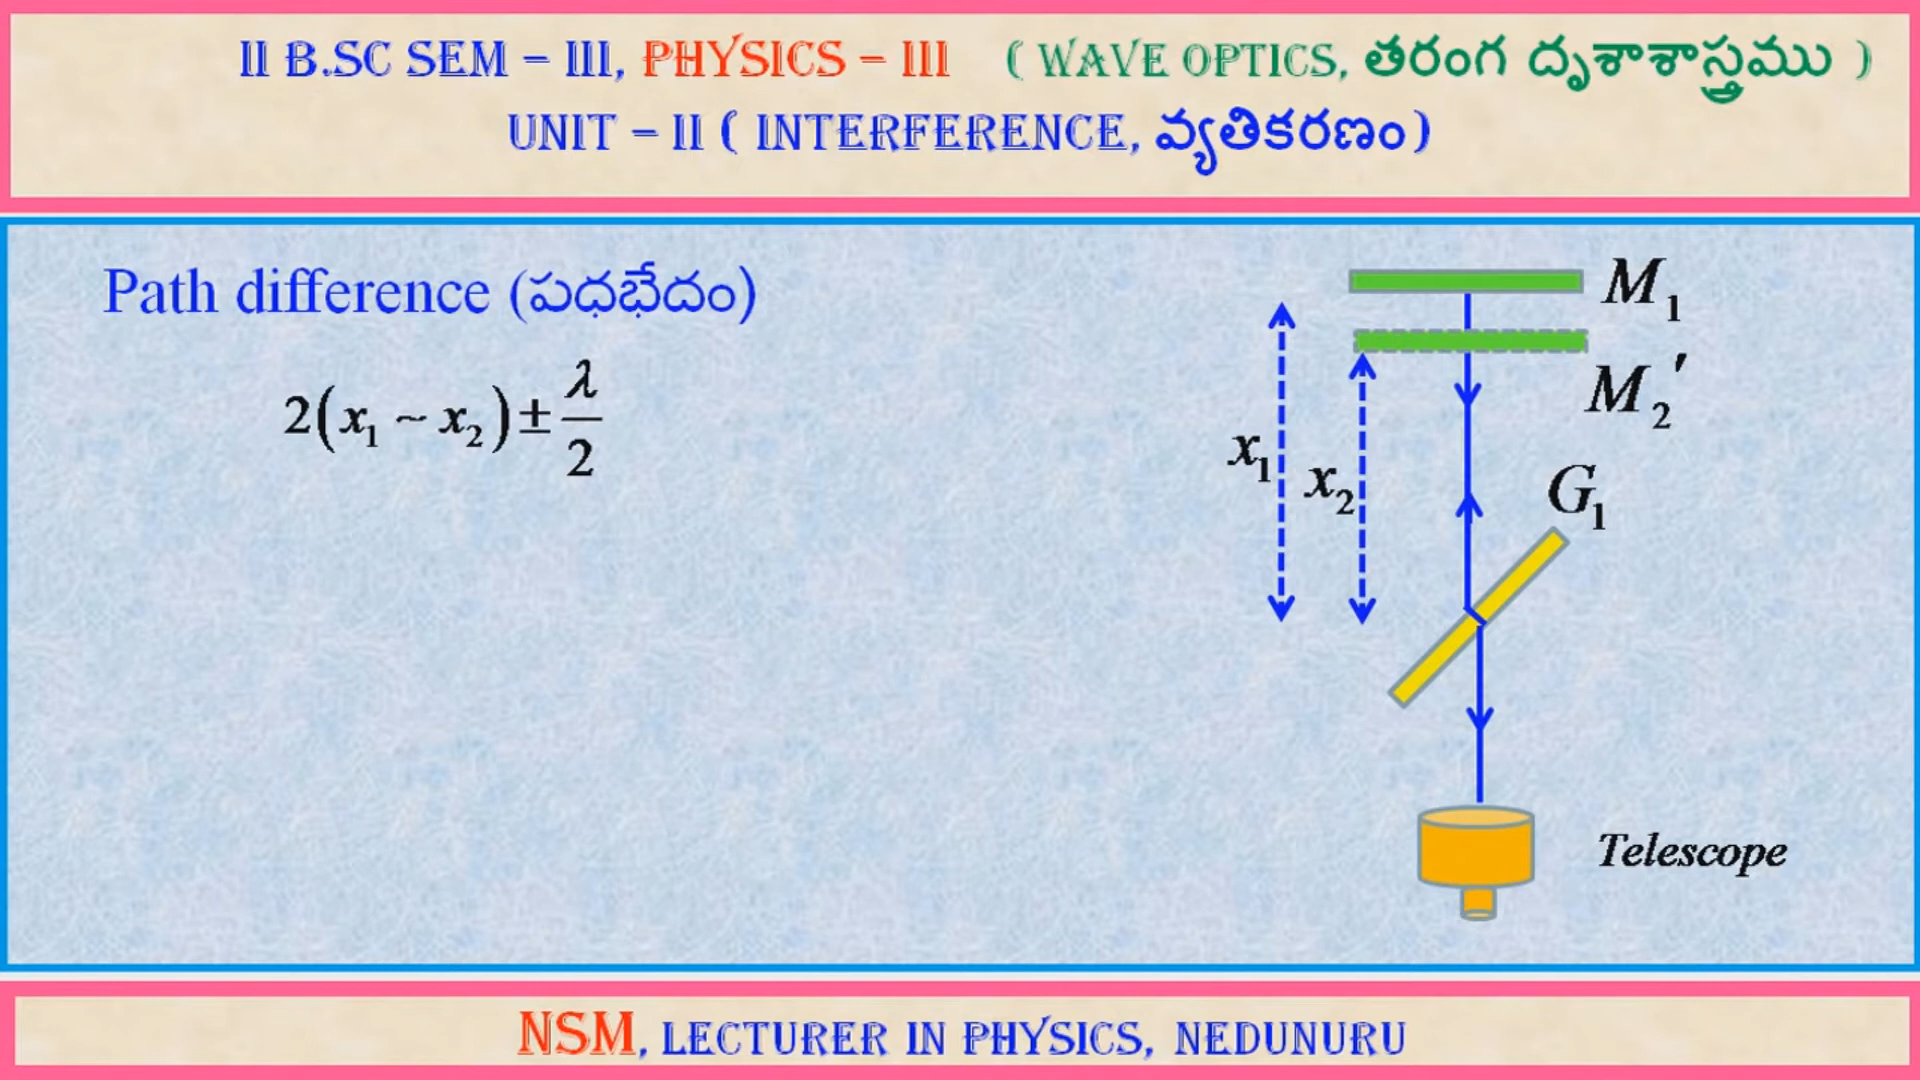 II B.SC SEM – III, PHYSICS – III ( WAVE OPTICS, తరంగ దృశాశాస్త్రము )
UNIT – II ( INTERFERENCE, వ్యతికరణం)
Path difference (పధభేదం)
2(x₁ ~ x₂) ± λ/2
M₁
M₂′
x₁
x₂
G₁
Telescope
NSM, LECTURER IN PHYSICS, NEDUNURU